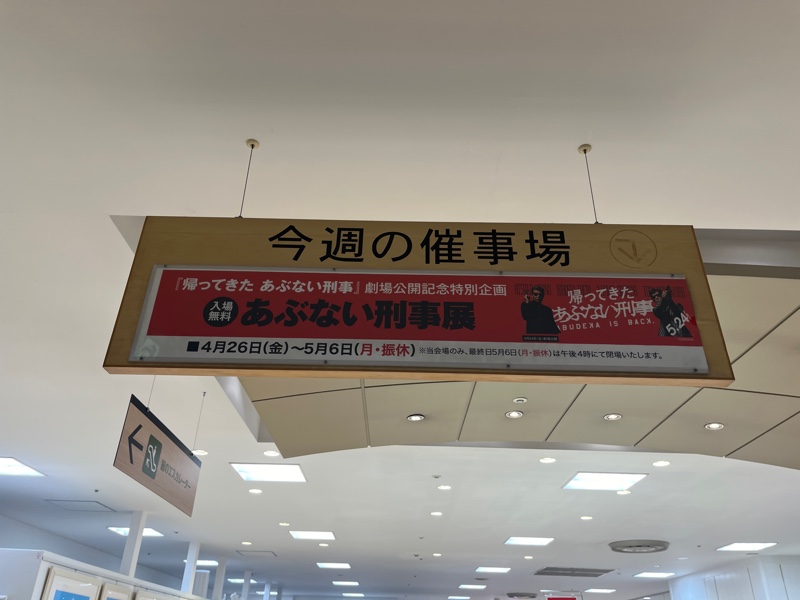 今週の催事場
『帰ってきた あぶない刑事』劇場公開記念特別企画
入場
無料
あぶない刑事展
■4月26日(金)〜5月6日(月・振休) ※当会場のみ、最終日5月6日(月・振休)は午後4時にて閉場いたします。
帰ってきた
あぶない刑事
ABUDEKA IS BACK
5.24